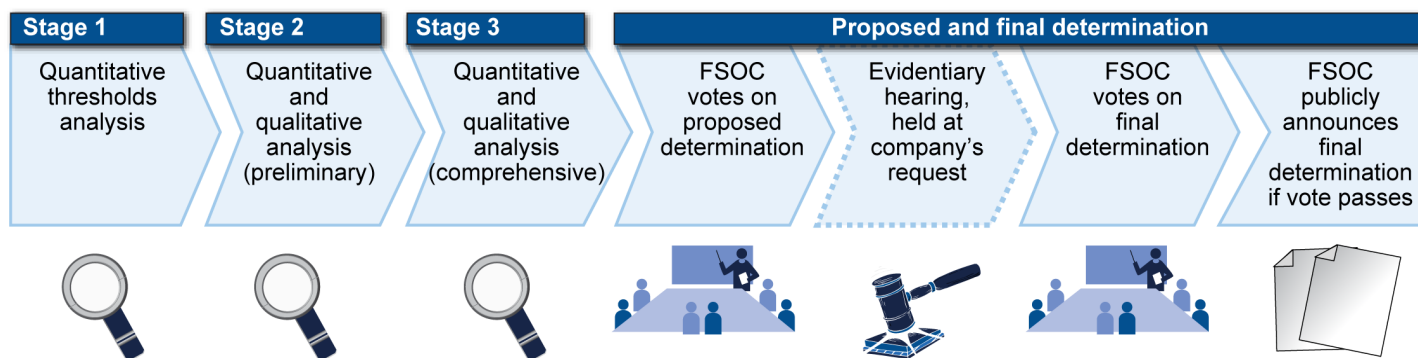 Stage 1
Quantitative
thresholds
analysis
Stage 2
Quantitative
and
qualitative
analysis
(preliminary)
Stage 3
Quantitative
and
qualitative
analysis
(comprehensive)
Proposed and final determination
FSOC
votes on
proposed
determination
Evidentiary
hearing,
held at
company’s
request
FSOC
votes on
final
determination
FSOC
publicly
announces
final
determination
if vote passes